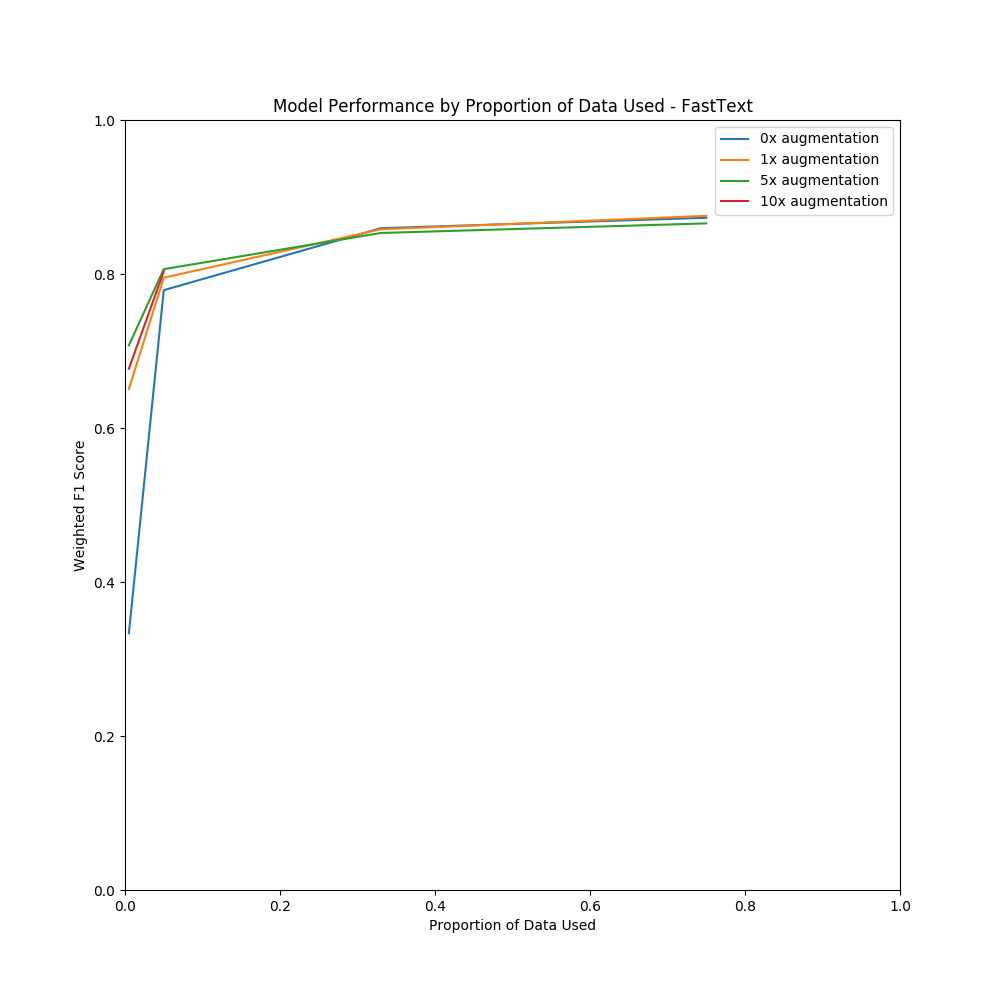 Model Performance by Proportion of Data Used - FastText
0x augmentation
1x augmentation
5x augmentation
10x augmentation
1.0
0.8
0.6
0.4
0.2
0.0
Weighted F1 Score
0.0 0.2 0.4 0.6 0.8 1.0
Proportion of Data Used